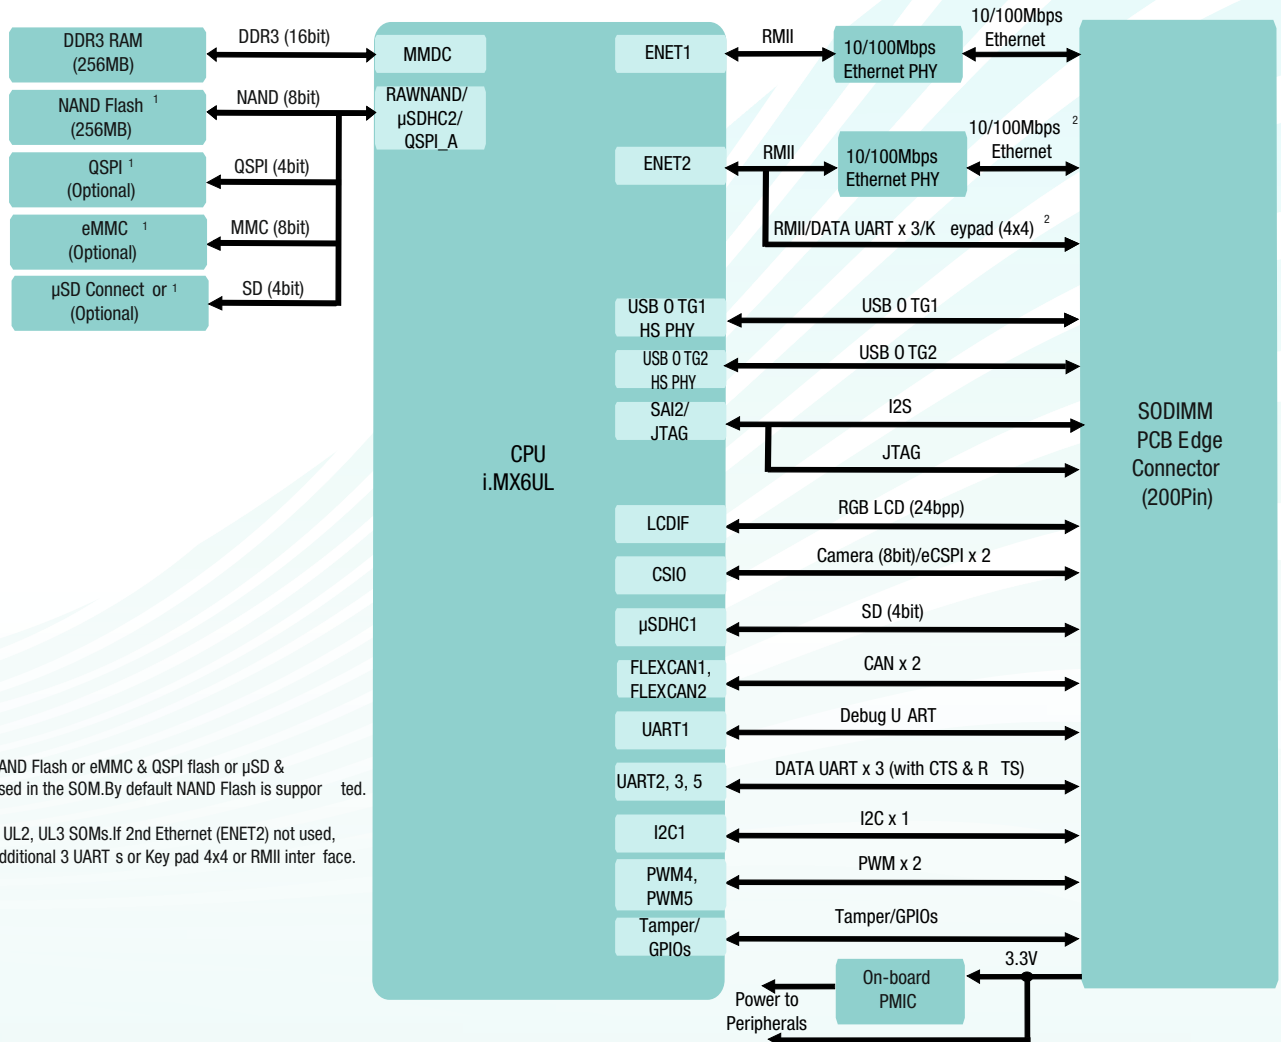 DDR3 RAM
(256MB)
DDR3 (16bit)
MMDC
NAND Flash 1
(256MB)
NAND (8bit)
RAWNAND/
µSDHC2/
QSPI_A
QSPI 1
(Optional)
QSPI (4bit)
eMMC 1
(Optional)
MMC (8bit)
µSD Connect or 1
(Optional)
SD (4bit)
CPU
i.MX6UL
ENET1
RMII
10/100Mbps
Ethernet PHY
10/100Mbps
Ethernet
ENET2
RMII
10/100Mbps
Ethernet PHY
10/100Mbps 2
Ethernet
RMII/DATA UART x 3/K eypad (4x4) 2
USB O TG1
HS PHY
USB O TG1
USB O TG2
HS PHY
USB O TG2
SAI2/
JTAG
I2S
JTAG
LCDIF
RGB LCD (24bpp)
CSIO
Camera (8bit)/eCSPI x 2
µSDHC1
SD (4bit)
FLEXCAN1,
FLEXCAN2
CAN x 2
UART1
Debug U ART
UART2, 3, 5
DATA UART x 3 (with CTS & R TS)
I2C1
I2C x 1
PWM4,
PWM5
PWM x 2
Tamper/
GPIOs
Tamper/GPIOs
3.3V
On-board
PMIC
Power to
Peripherals
SODIMM
PCB Edge
Connector
(200Pin)
AND Flash or eMMC & QSPI flash or µSD &
sed in the SOM.By default NAND Flash is suppor ted.
UL2, UL3 SOMs.If 2nd Ethernet (ENET2) not used,
dditional 3 UART s or Key pad 4x4 or RMII inter face.